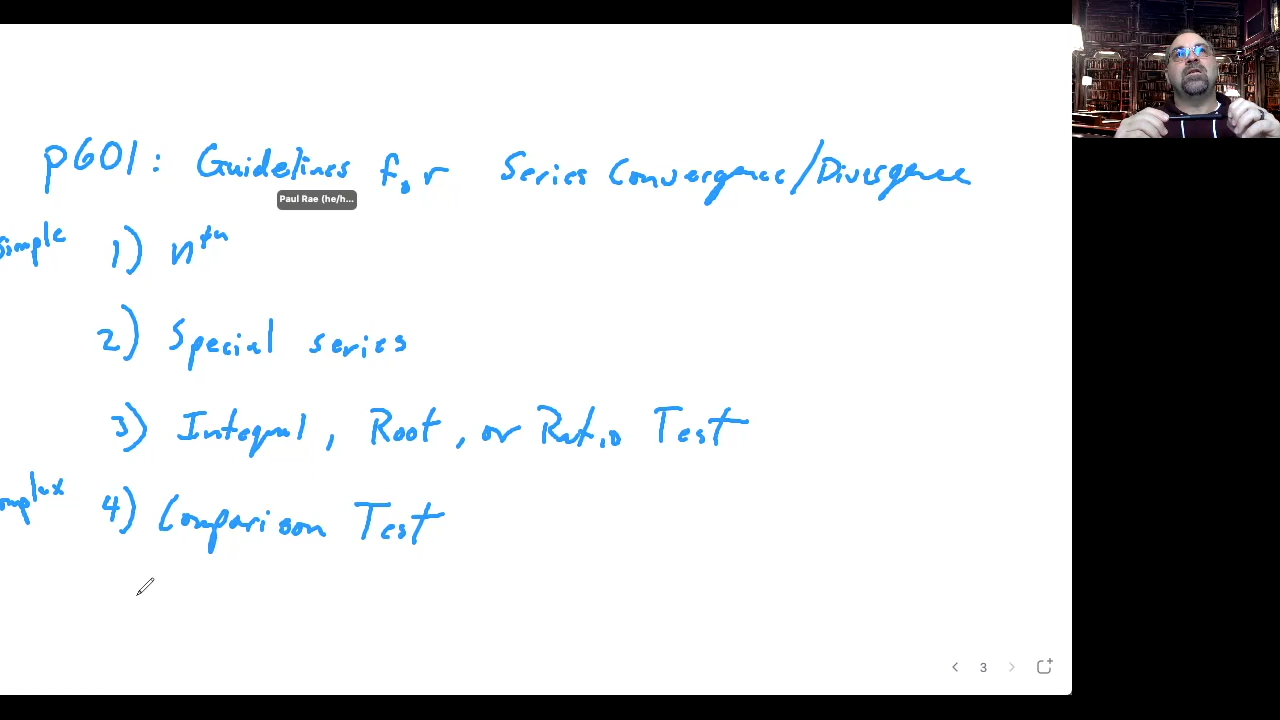 p601: Guidelines for Series Convergence/Divergence
Paul Rae (he/h...
simple 1) nth
2) Special series
3) Integral, Root, or Ratio Test
omplex 4) Comparison Test
3